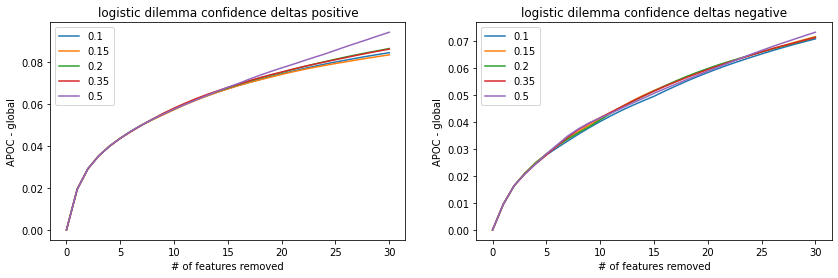 logistic dilemma confidence deltas positive
0.1
0.15
0.2
0.35
0.5
APOC - global
0.08
0.06
0.04
0.02
0.00
0 5 10 15 20 25 30
# of features removed
logistic dilemma confidence deltas negative
0.1
0.15
0.2
0.35
0.5
APOC - global
0.07
0.06
0.05
0.04
0.03
0.02
0.01
0.00
0 5 10 15 20 25 30
# of features removed